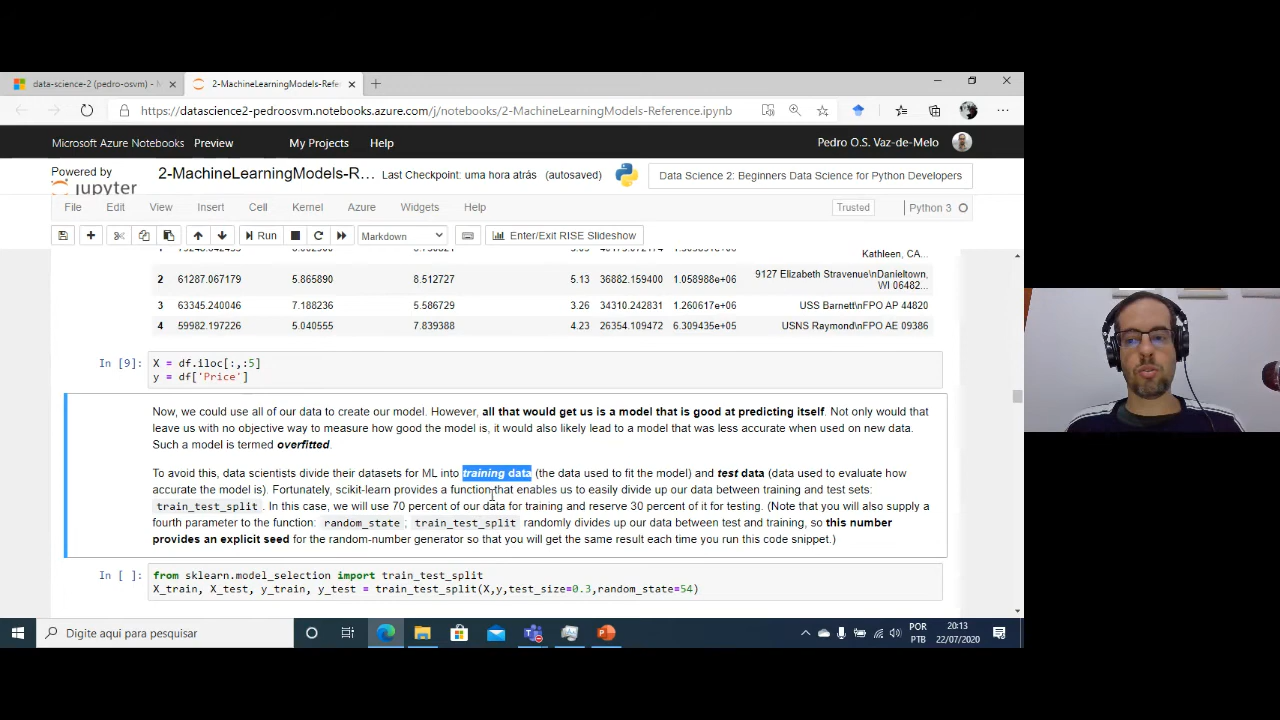 data-science-2 (pedro-osvm) - M
2-MachineLearningModels-Refe
https://datascience2-pedroosvm.notebooks.azure.com/j/notebooks/2-MachineLearningModels-Reference.ipynb
Microsoft Azure Notebooks Preview My Projects Help Pedro O.S. Vaz-de-Melo
Powered by
jupyter
2-MachineLearningModels-R... Last Checkpoint: uma hora atrás (autosaved)
Data Science 2: Beginners Data Science for Python Developers
File Edit View Insert Cell Kernel Azure Widgets Help Trusted Python 3
Run Markdown Enter/Exit RISE Slideshow
Kathleen, CA...
2 61287.067179 5.865890 8.512727 5.13 36882.159400 1.058988e+06 9127 Elizabeth Stravenue\nDanieltown,
WI 06482...
3 63345.240046 7.188236 5.586729 3.26 34310.242831 1.260617e+06 USS Barnett\nFPO AP 44820
4 59982.197226 5.040555 7.839388 4.23 26354.109472 6.309435e+05 USNS Raymond\nFPO AE 09386
In [9]: X = df.iloc[:,:5]
y = df['Price']
Now, we could use all of our data to create our model. However, all that would get us is a model that is good at predicting itself. Not only would that
leave us with no objective way to measure how good the model is, it would also likely lead to a model that was less accurate when used on new data.
Such a model is termed overfitted.
To avoid this, data scientists divide their datasets for ML into training data (the data used to fit the model) and test data (data used to evaluate how
accurate the model is). Fortunately, scikit-learn provides a function that enables us to easily divide up our data between training and test sets:
train_test_split. In this case, we will use 70 percent of our data for training and reserve 30 percent of it for testing. (Note that you will also supply a
fourth parameter to the function: random_state; train_test_split randomly divides up our data between test and training, so this number
provides an explicit seed for the random-number generator so that you will get the same result each time you run this code snippet.)
In [ ]: from sklearn.model_selection import train_test_split
X_train, X_test, y_train, y_test = train_test_split(X,y,test_size=0.3,random_state=54)
Digite aqui para pesquisar
POR
PTB
20:13
22/07/2020